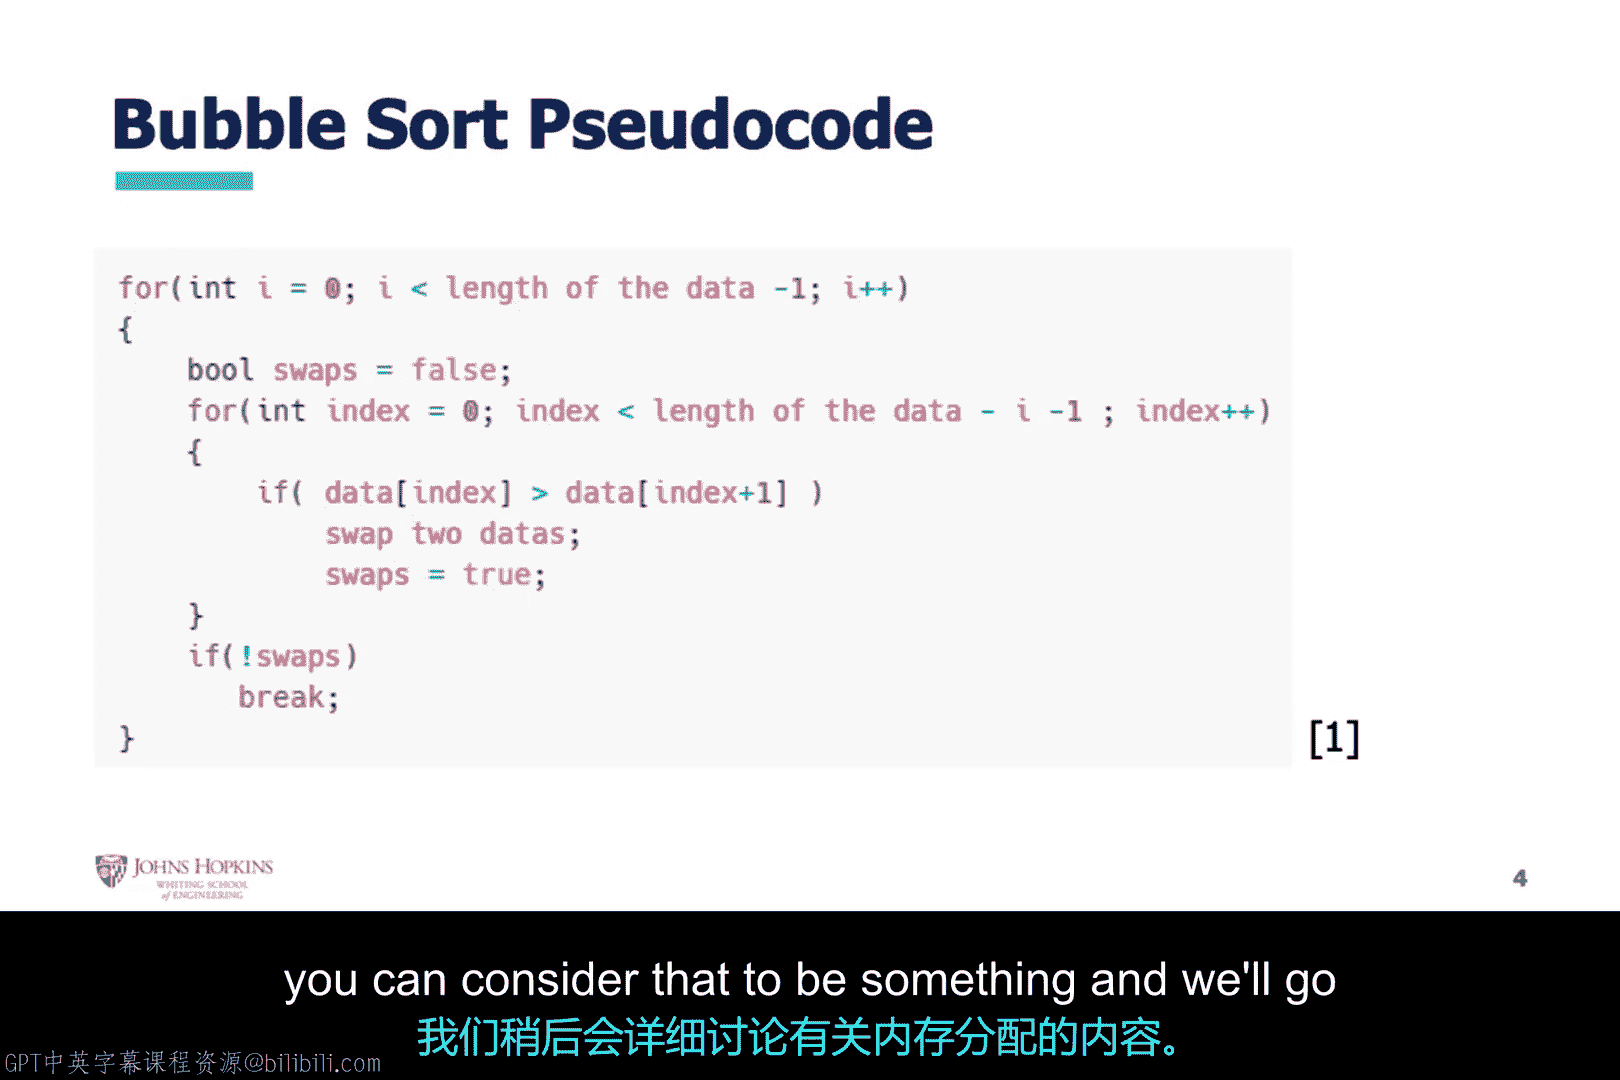 Bubble Sort Pseudocode
for(int i = 0; i < length of the data -1; i++)
{
bool swaps = false;
for(int index = 0; index < length of the data - i -1 ; index++)
{
if( data[index] > data[index+1] )
swap two datas;
swaps = true;
}
if(!swaps)
break;
}
[1]
JOHNS HOPKINS
WHITING SCHOOL
of ENGINEERING
4
you can consider that to be something and we'll go
我们稍后会详细讨论有关内存分配的内容。
GPT中英字幕课程资源@bilibili.com